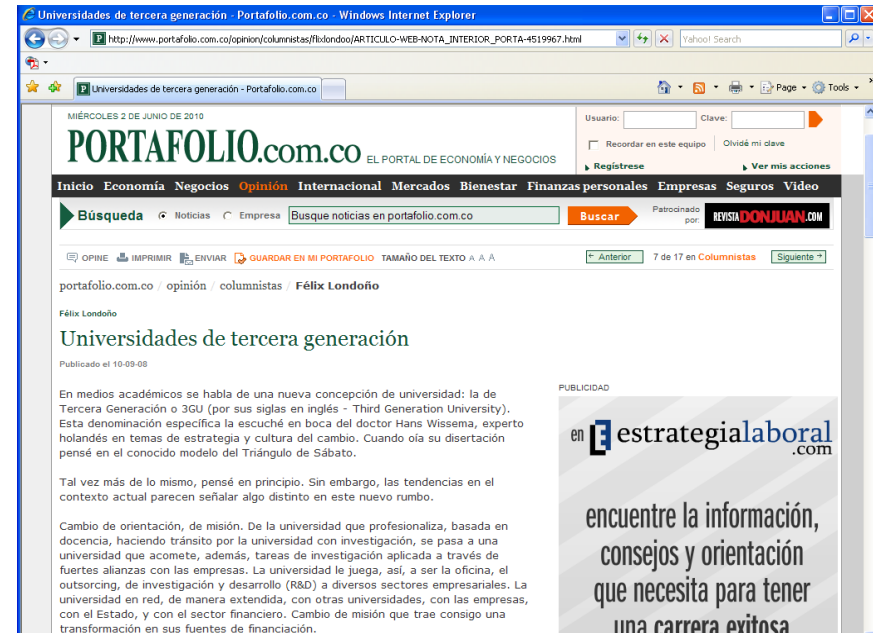 Universidades de tercera generación - Portafolio.com.co - Windows Internet Explorer
http://www.portafolio.com.co/opinion/columnistas/flixlondoo/ARTICULO-WEB-NOTA_INTERIOR_PORTA-4519967.html
Yahoo! Search
Universidades de tercera generación - Portafolio.com.co
Page
Tools
MIÉRCOLES 2 DE JUNIO DE 2010
PORTAFOLIO.com.co EL PORTAL DE ECONOMÍA Y NEGOCIOS
Usuario: Clave:
Recordar en este equipo Olvidé mi clave
Regístrese Ver mis acciones
Inicio Economía Negocios Opinión Internacional Mercados Bienestar Finanzas personales Empresas Seguros Video
Búsqueda Noticias Empresa Busque noticias en portafolio.com.co Buscar Patrocinado por: REVISTADONJUAN.COM
OPINE IMPRIMIR ENVIAR GUARDAR EN MI PORTAFOLIO TAMAÑO DEL TEXTO A A A ← Anterior 7 de 17 en Columnistas Siguiente →
portafolio.com.co / opinión / columnistas / Félix Londoño
Félix Londoño
Universidades de tercera generación
Publicado el 10-09-08
En medios académicos se habla de una nueva concepción de universidad: la de
Tercera Generación o 3GU (por sus siglas en inglés - Third Generation University).
Esta denominación específica la escuché en boca del doctor Hans Wissema, experto
holandés en temas de estrategia y cultura del cambio. Cuando oía su disertación
pensé en el conocido modelo del Triángulo de Sábato.
Tal vez más de lo mismo, pensé en principio. Sin embargo, las tendencias en el
contexto actual parecen señalar algo distinto en este nuevo rumbo.
Cambio de orientación, de misión. De la universidad que profesionaliza, basada en
docencia, haciendo tránsito por la universidad con investigación, se pasa a una
universidad que acomete, además, tareas de investigación aplicada a través de
fuertes alianzas con las empresas. La universidad le juega, así, a ser la oficina, el
outsorcing, de investigación y desarrollo (R&D) a diversos sectores empresariales. La
universidad en red, de manera extendida, con otras universidades, con las empresas,
con el Estado, y con el sector financiero. Cambio de misión que trae consigo una
transformación en sus fuentes de financiación.
PUBLICIDAD
en E estrategialaboral
.com
encuentre la información,
consejos y orientación
que necesita para tener
una carrera exitosa